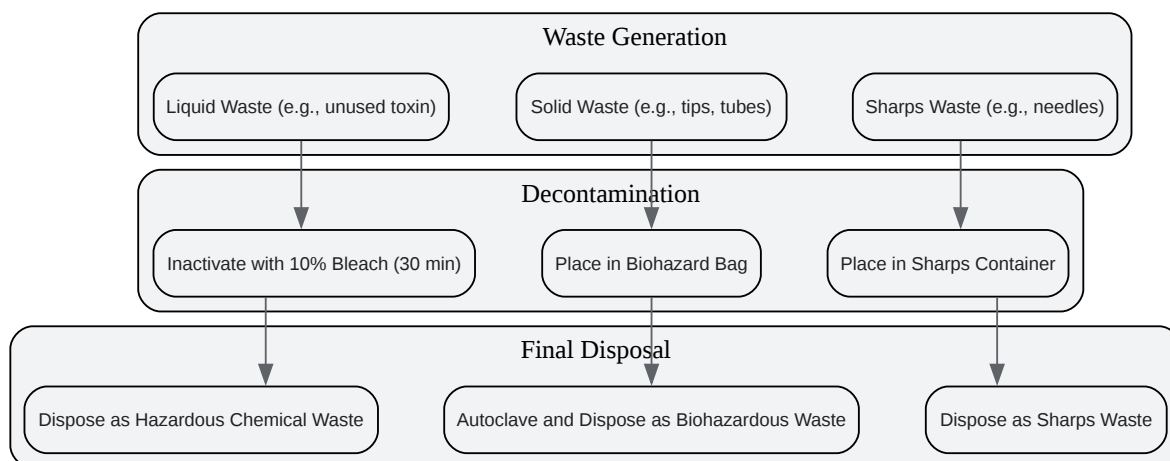 Waste Generation
Liquid Waste (e.g., unused toxin)
Solid Waste (e.g., tips, tubes)
Sharps Waste (e.g., needles)
Decontamination
Inactivate with 10% Bleach (30 min)
Place in Biohazard Bag
Place in Sharps Container
Final Disposal
Dispose as Hazardous Chemical Waste
Autoclave and Dispose as Biohazardous Waste
Dispose as Sharps Waste